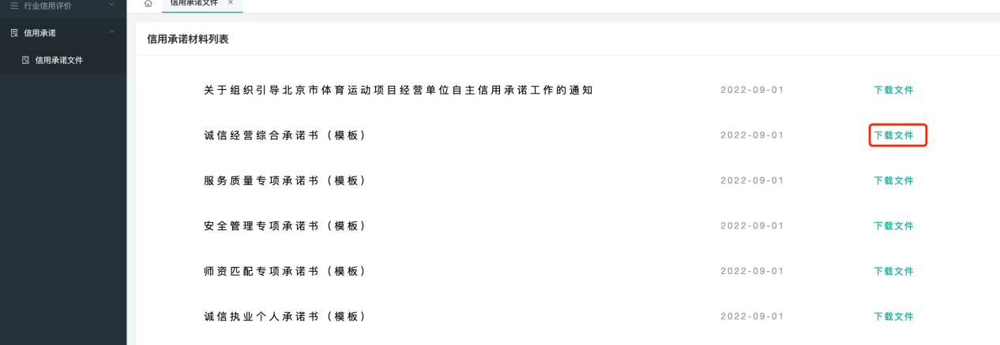 行业信用评价
信用承诺文件 ×
信用承诺
信用承诺材料列表
信用承诺文件
关于组织引导北京市体育运动项目经营单位自主信用承诺工作的通知 2022-09-01 下载文件
诚信经营综合承诺书（模板） 2022-09-01 下载文件
服务质量专项承诺书（模板） 2022-09-01 下载文件
安全管理专项承诺书（模板） 2022-09-01 下载文件
师资匹配专项承诺书（模板） 2022-09-01 下载文件
诚信执业个人承诺书（模板） 2022-09-01 下载文件